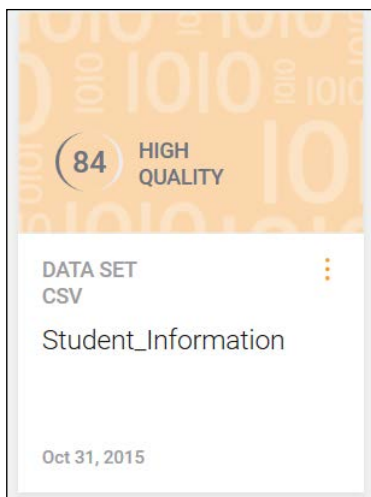 84
HIGH
QUALITY
DATA SET
CSV
Student_Information
Oct 31, 2015